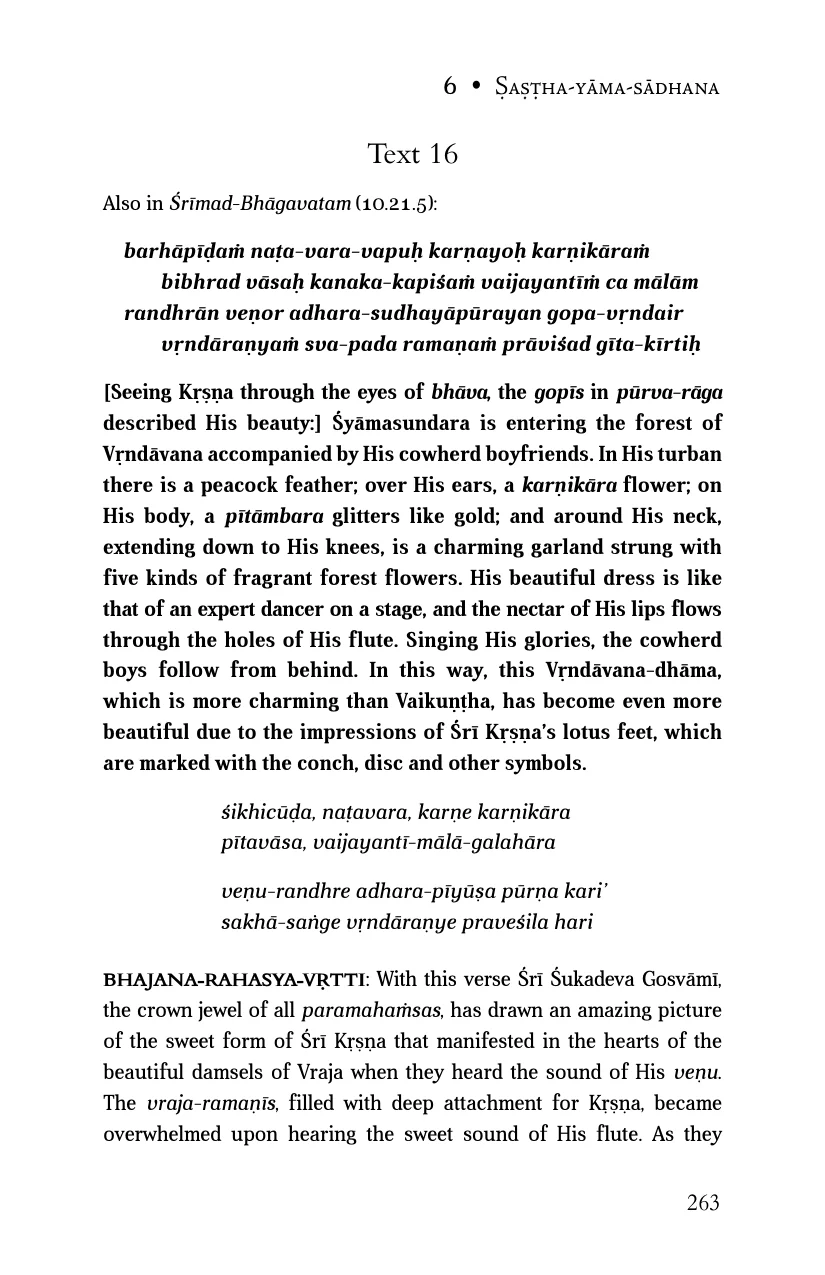 6 • Ṣaṣṭha-yāma-sādhana
Text 16
Also in Śrīmad-Bhāgavatam (10.21.5):
barhāpīḍaṁ naṭa-vara-vapuḥ karṇayoḥ karṇikāraṁ
bibhrad vāsaḥ kanaka-kapiśaṁ vaijayantīṁ ca mālām
randhrān veṇor adhara-sudhayāpūrayan gopa-vṛndair
vṛndāraṇyaṁ sva-pada ramaṇaṁ prāviśad gīta-kīrtiḥ
[Seeing Kṛṣṇa through the eyes of bhāva, the gopīs in pūrva-rāga
described His beauty:] Śyāmasundara is entering the forest of
Vṛndāvana accompanied by His cowherd boyfriends. In His turban
there is a peacock feather; over His ears, a karṇikāra flower; on
His body, a pītāmbara glitters like gold; and around His neck,
extending down to His knees, is a charming garland strung with
five kinds of fragrant forest flowers. His beautiful dress is like
that of an expert dancer on a stage, and the nectar of His lips flows
through the holes of His flute. Singing His glories, the cowherd
boys follow from behind. In this way, this Vṛndāvana-dhāma,
which is more charming than Vaikuṇṭha, has become even more
beautiful due to the impressions of Śrī Kṛṣṇa’s lotus feet, which
are marked with the conch, disc and other symbols.
śikhicūḍa, naṭavara, karṇe karṇikāra
pītavāsa, vaijayantī-mālā-galahāra
veṇu-randhre adhara-pīyūṣa pūrṇa kari’
sakhā-saṅge vṛndāraṇye praveśila hari
BHAJANA-RAHASYA-VṚTTI: With this verse Śrī Śukadeva Gosvāmī,
the crown jewel of all paramahaṁsas, has drawn an amazing picture
of the sweet form of Śrī Kṛṣṇa that manifested in the hearts of the
beautiful damsels of Vraja when they heard the sound of His veṇu.
The vraja-ramaṇīs, filled with deep attachment for Kṛṣṇa, became
overwhelmed upon hearing the sweet sound of His flute. As they
263